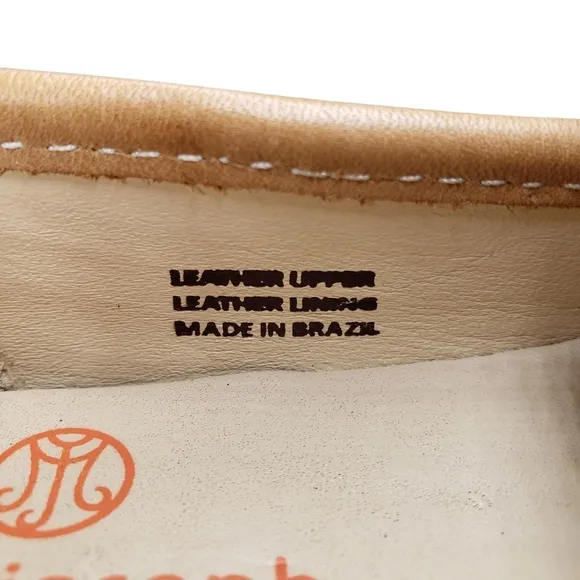 LEATHER UPPER
LEATHER LINING
MADE IN BRAZIL